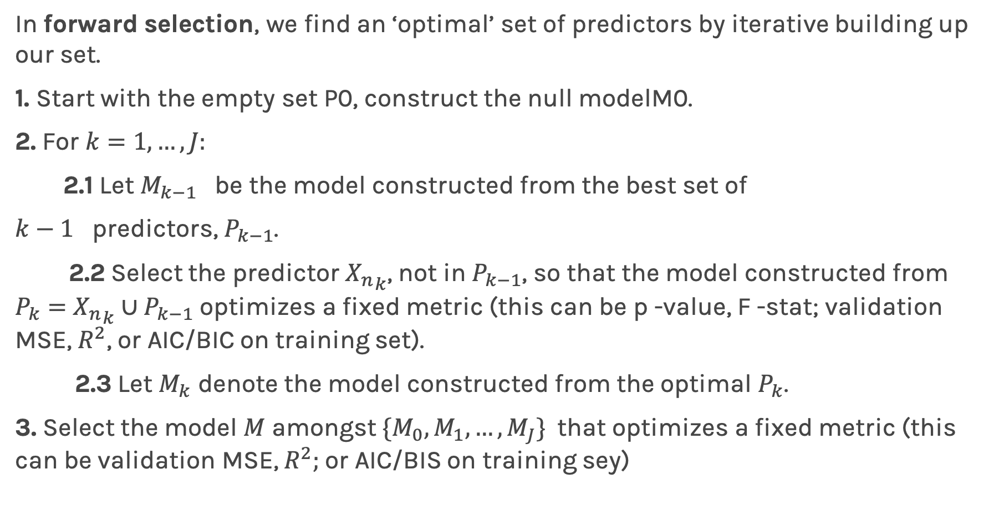 In forward selection, we find an ‘optimal’ set of predictors by iterative building up
our set.
1. Start with the empty set P0, construct the null modelM0.
2. For k = 1, … , J:
2.1 Let M_{k−1} be the model constructed from the best set of
k − 1 predictors, P_{k−1}.
2.2 Select the predictor X_{n_k}, not in P_{k−1}, so that the model constructed from
P_k = X_{n_k} ∪ P_{k−1} optimizes a fixed metric (this can be p -value, F -stat; validation
MSE, R², or AIC/BIC on training set).
2.3 Let M_k denote the model constructed from the optimal P_k.
3. Select the model M amongst {M_0, M_1, … , M_J} that optimizes a fixed metric (this
can be validation MSE, R²; or AIC/BIS on training sey)